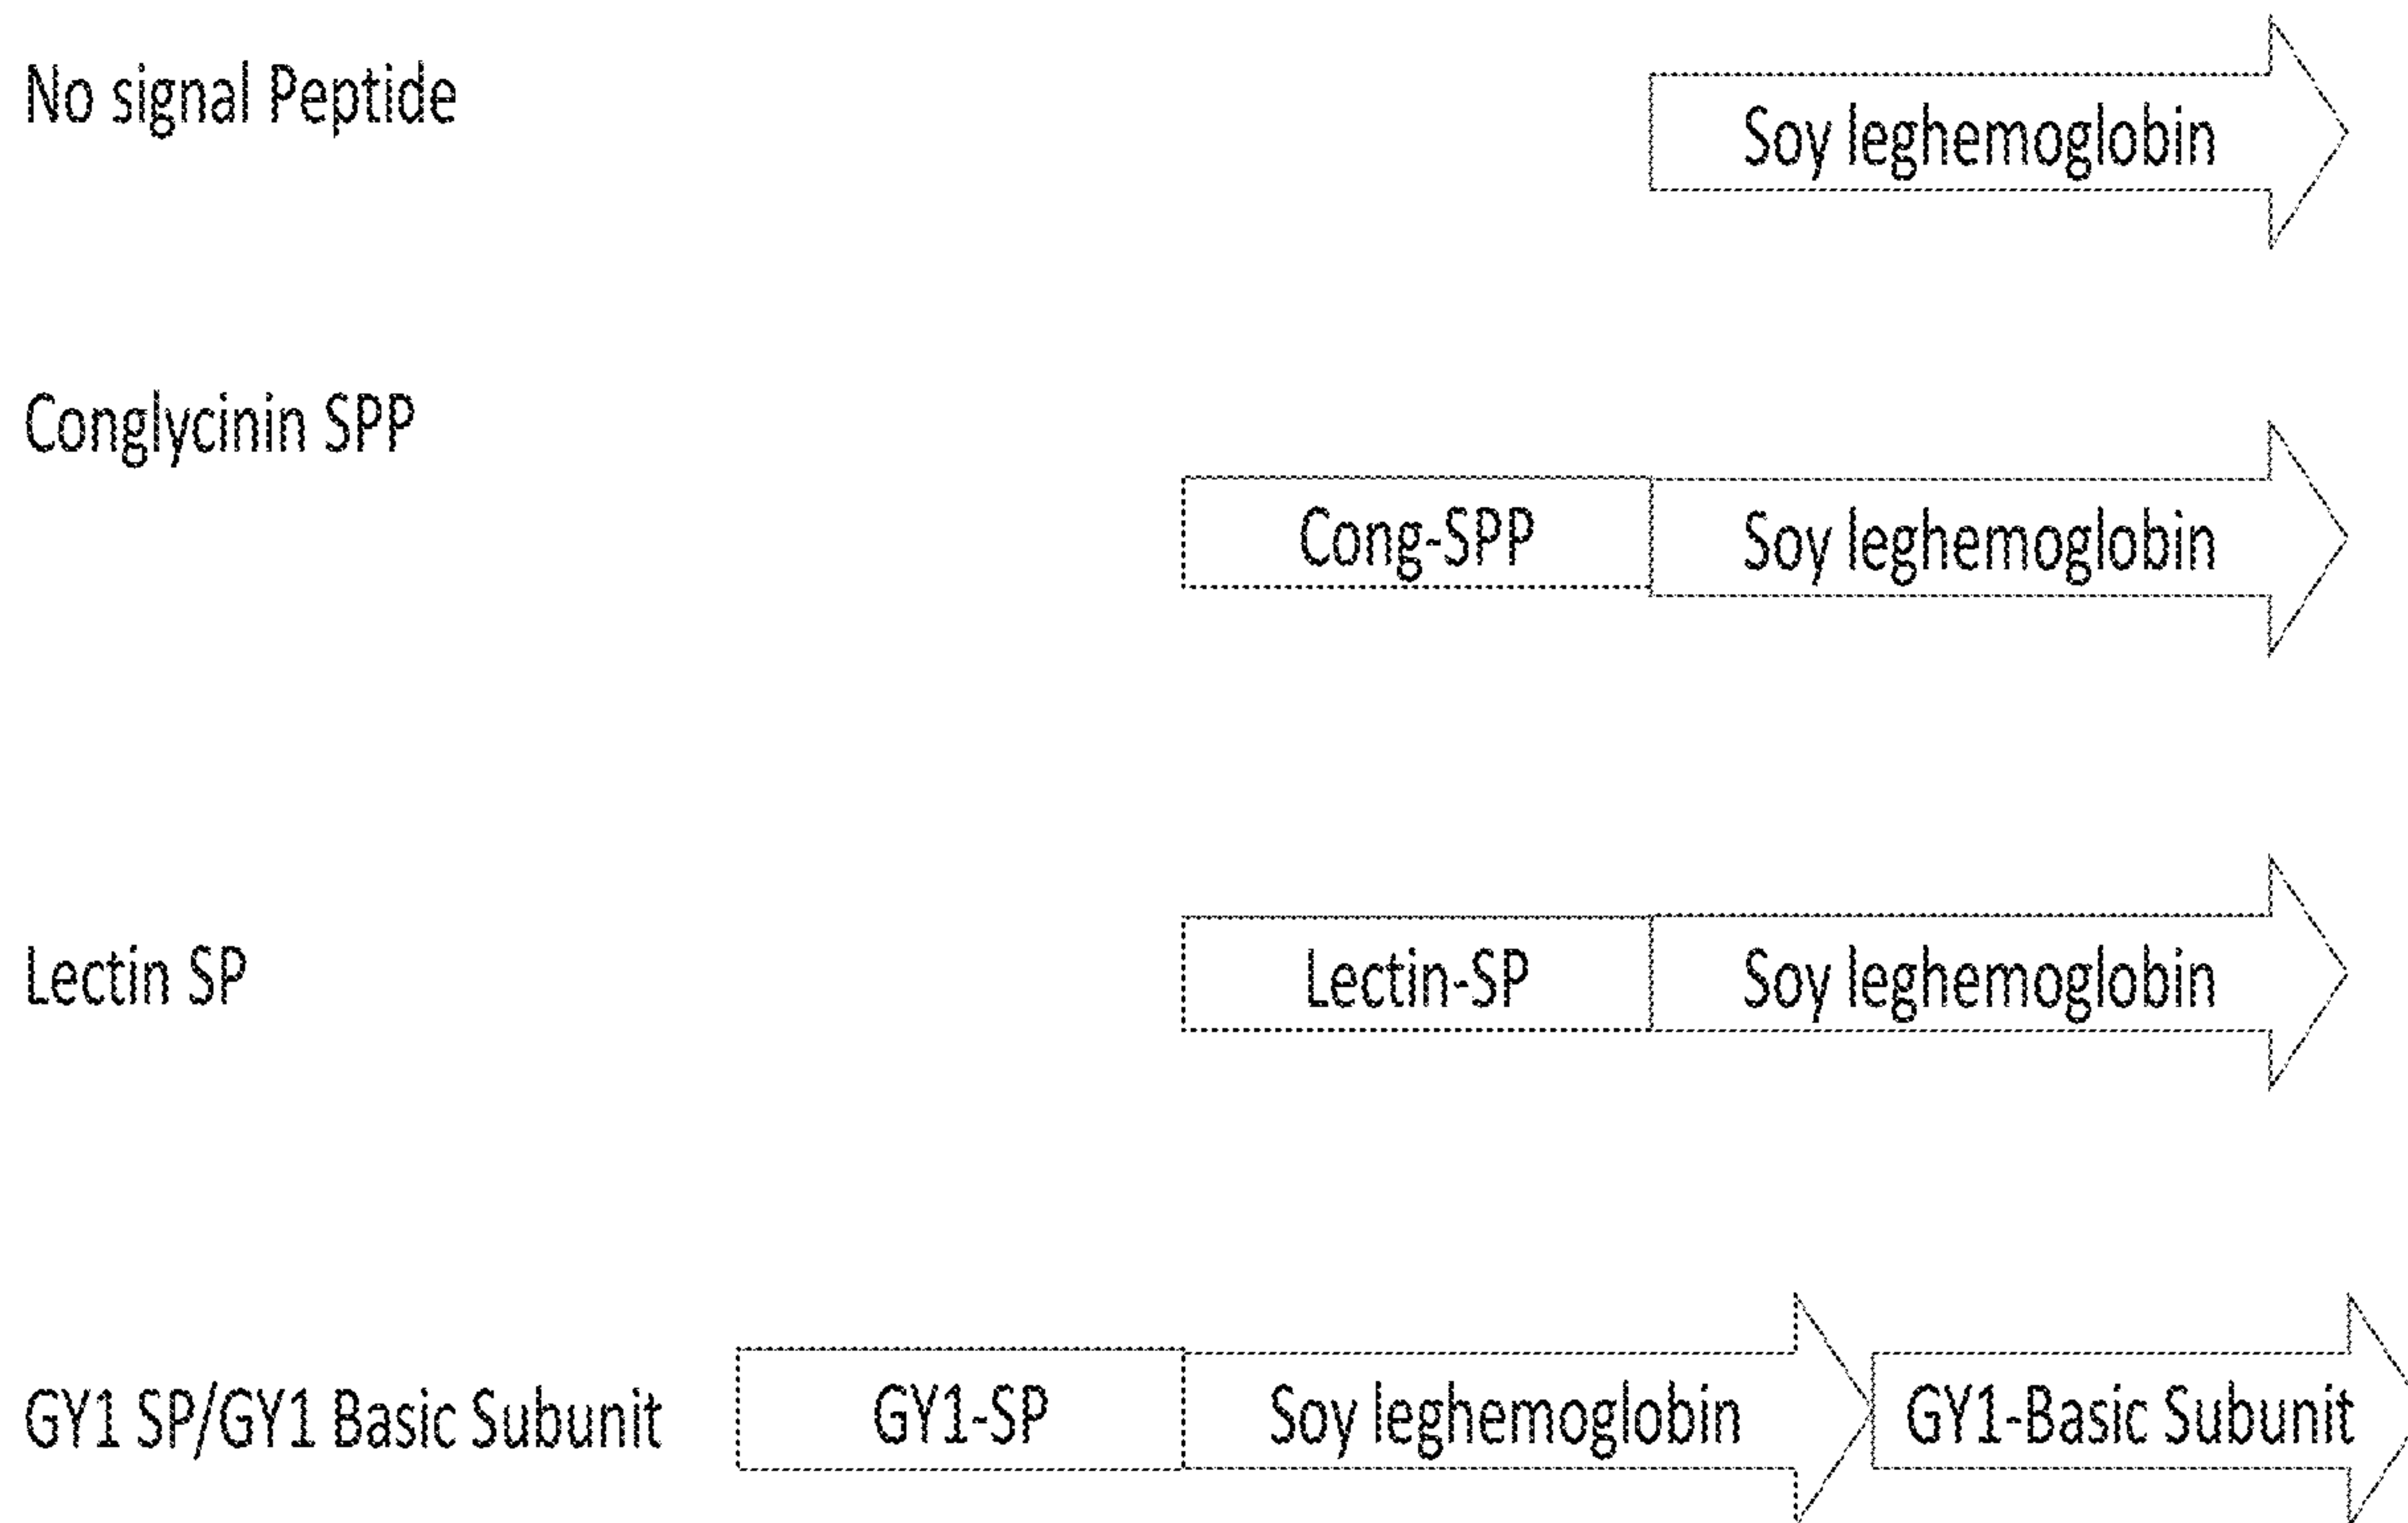 No signal Peptide
Soy leghemoglobin
Conglycinin SPP
Cong-SPP
Soy leghemoglobin
Lectin SP
Lectin-SP
Soy leghemoglobin
GY1 SP/GY1 Basic Subunit
GY1-SP
Soy leghemoglobin
GY1-Basic Subunit